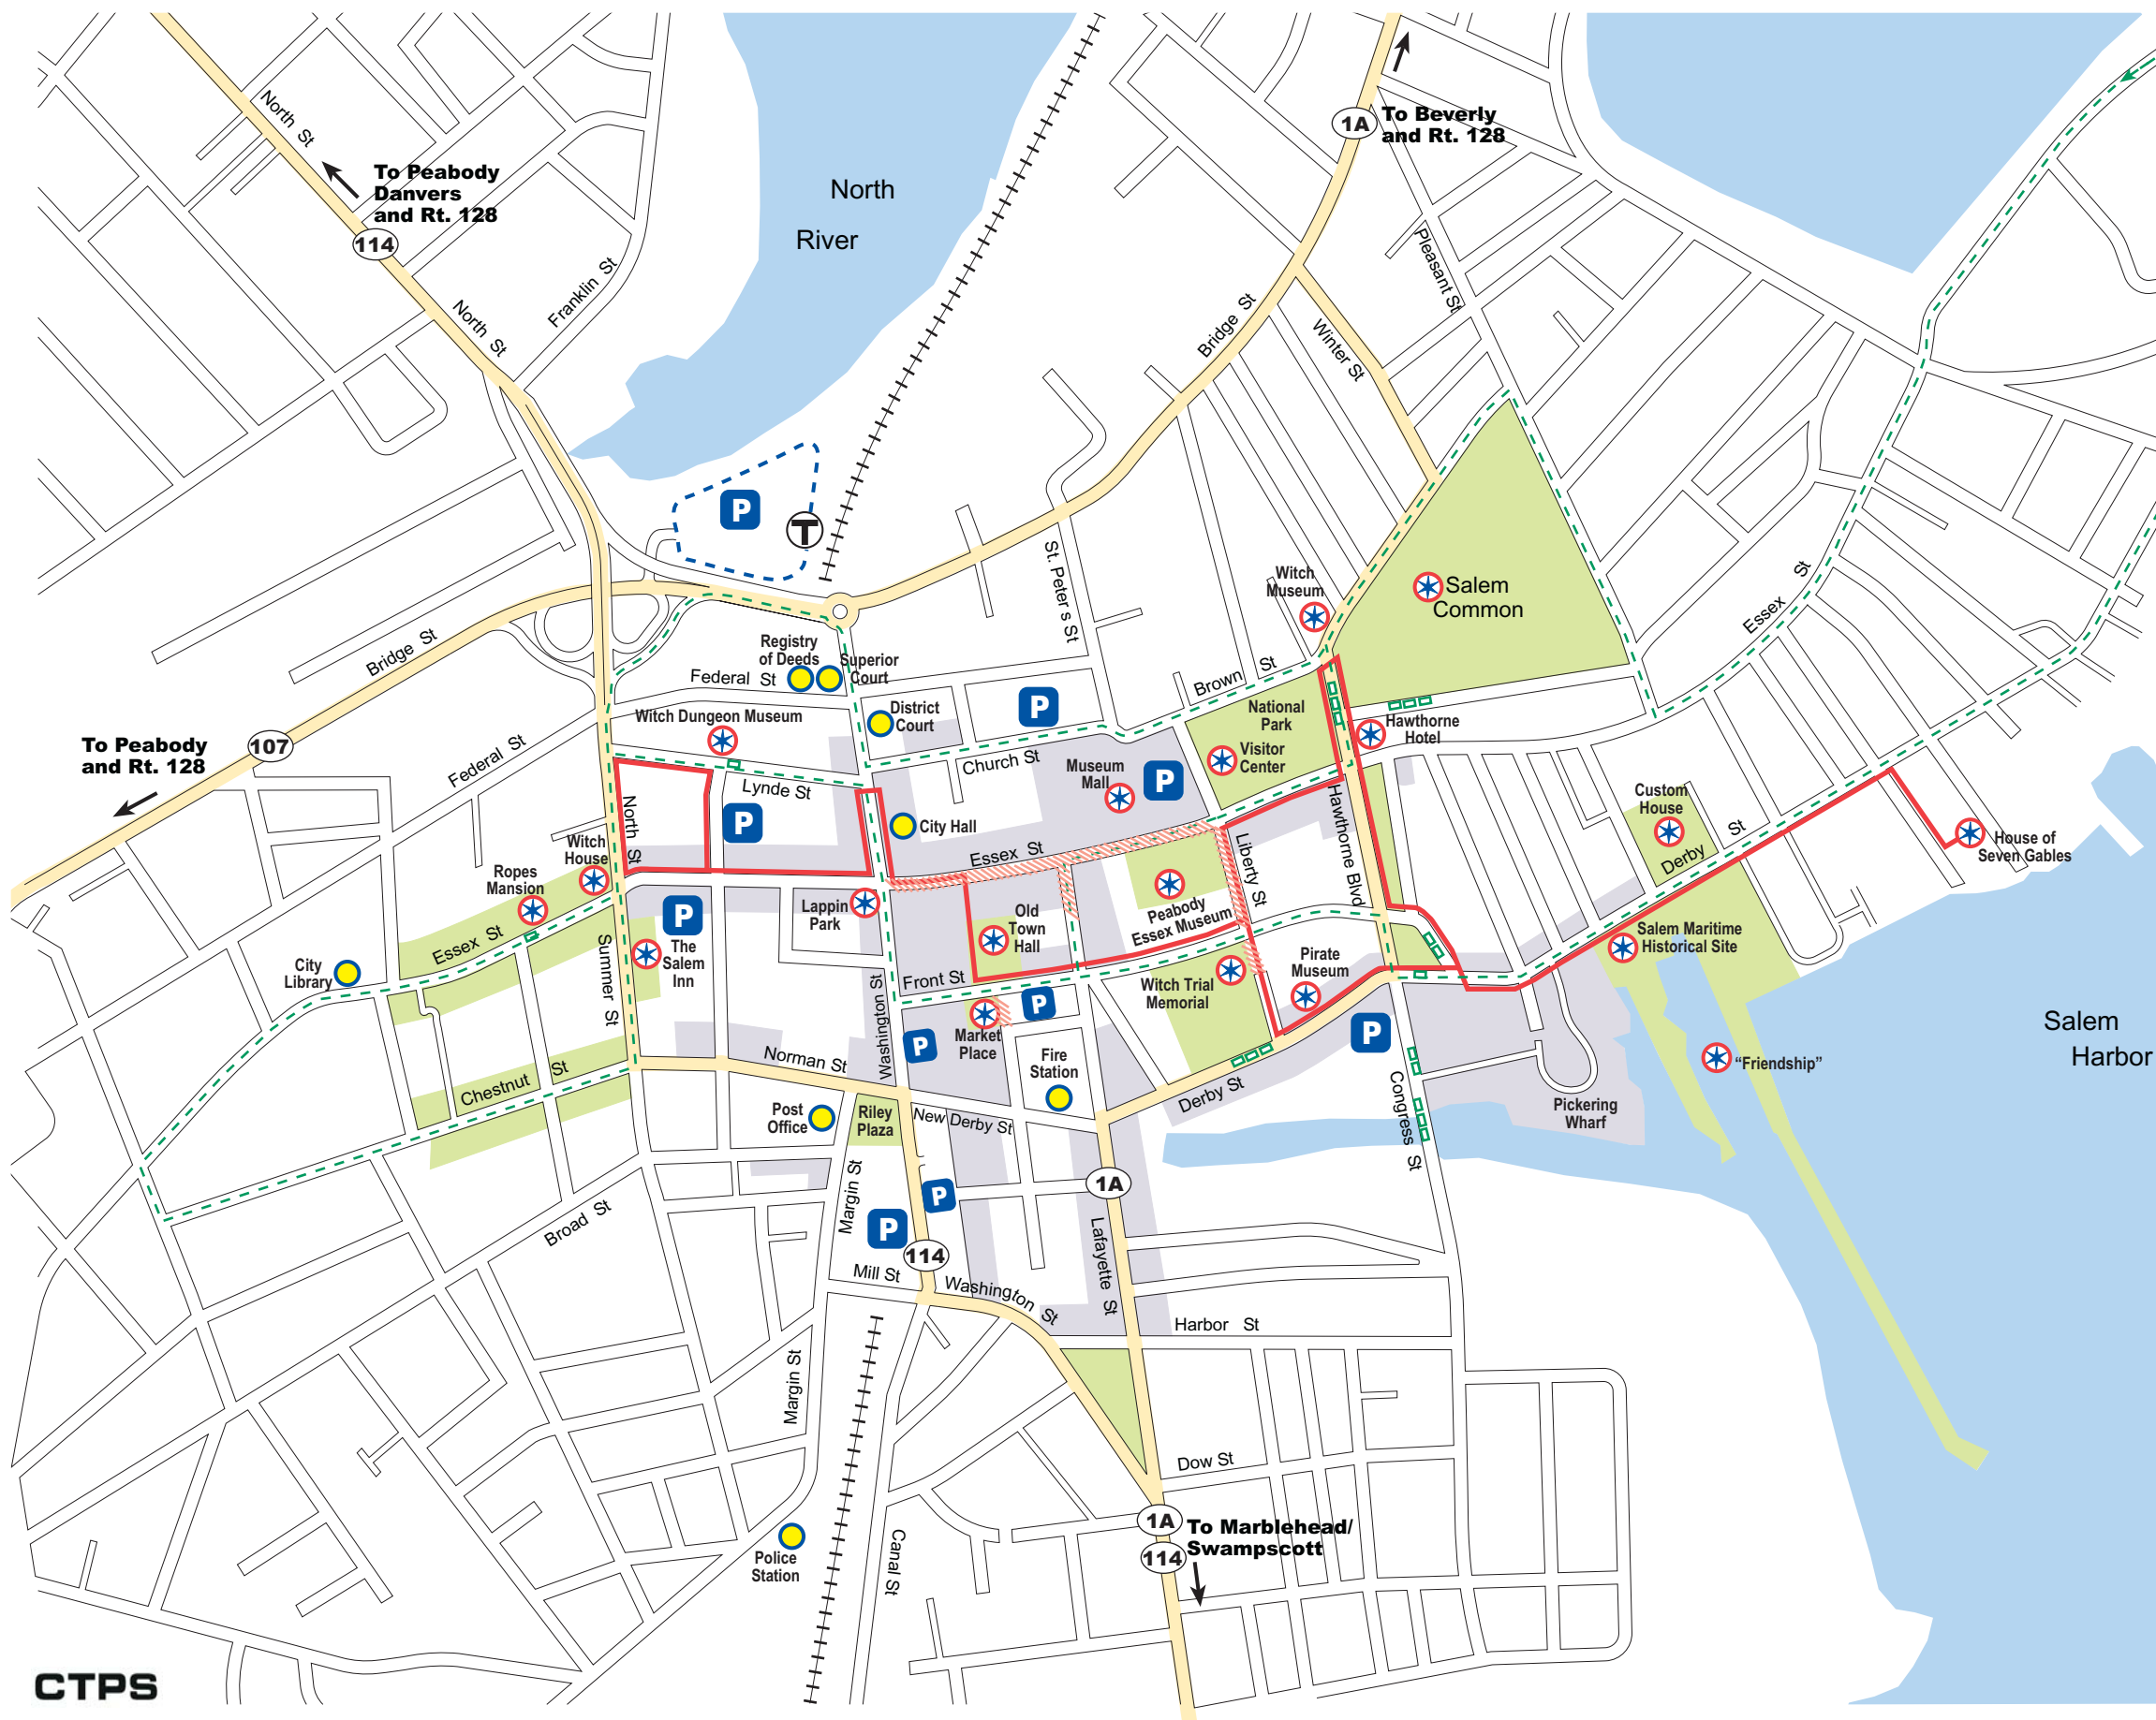 North St
To Peabody
Danvers
and Rt. 128
114
North St
Franklin St
North
River
1A
To Beverly
and Rt. 128
Pleasant St
Bridge St
Winter St
P
T
St. Peter s St
Witch
Museum
Salem
Common
Essex St
Bridge St
Registry
of Deeds
Superior
Court
Federal St
Witch Dungeon Museum
District
Court
P
Brown St
National
Park
Visitor
Center
Hawthorne
Hotel
To Peabody
and Rt. 128
107
Federal St
Church St
Museum
Mall
P
Lynde St
P
City Hall
North St
Witch
House
Ropes
Mansion
Essex St
Liberty St
Hawthorne Blvd
Custom
House
Derby St
House of
Seven Gables
Lappin
Park
P
Old
Town
Hall
Peabody
Essex Museum
Essex St
City
Library
Summer St
The
Salem
Inn
Front St
Washington St
Witch Trial
Memorial
Pirate
Museum
Salem Maritime
Historical Site
Salem
Harbor
Market
Place
P
P
P
"Friendship"
Norman St
Fire
Station
Chestnut St
Post
Office
Riley
Plaza
New Derby St
Derby St
Congress St
Pickering
Wharf
Broad St
Margin St
P
P
114
1A
Lafayette St
Mill St
Washington St
Harbor St
Margin St
Dow St
1A
114
To Marblehead/
Swampscott
Police
Station
Canal St
CTPS